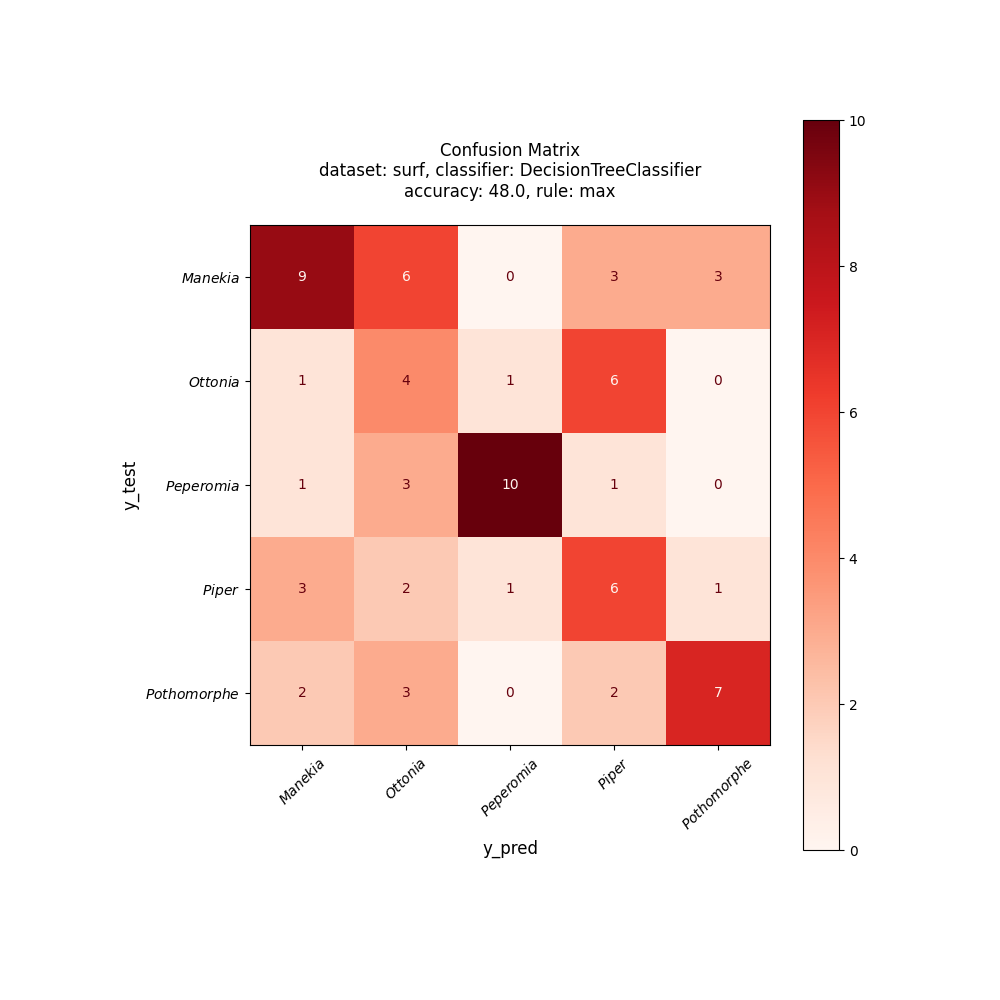 Confusion Matrix
dataset: surf, classifier: DecisionTreeClassifier
accuracy: 48.0, rule: max
10
8
6
4
2
0
y_test
Manekia 9 6 0 3 3
Ottonia 1 4 1 6 0
Peperomia 1 3 10 1 0
Piper 3 2 1 6 1
Pothomorphe 2 3 0 2 7
Manekia Ottonia Peperomia Piper Pothomorphe
y_pred